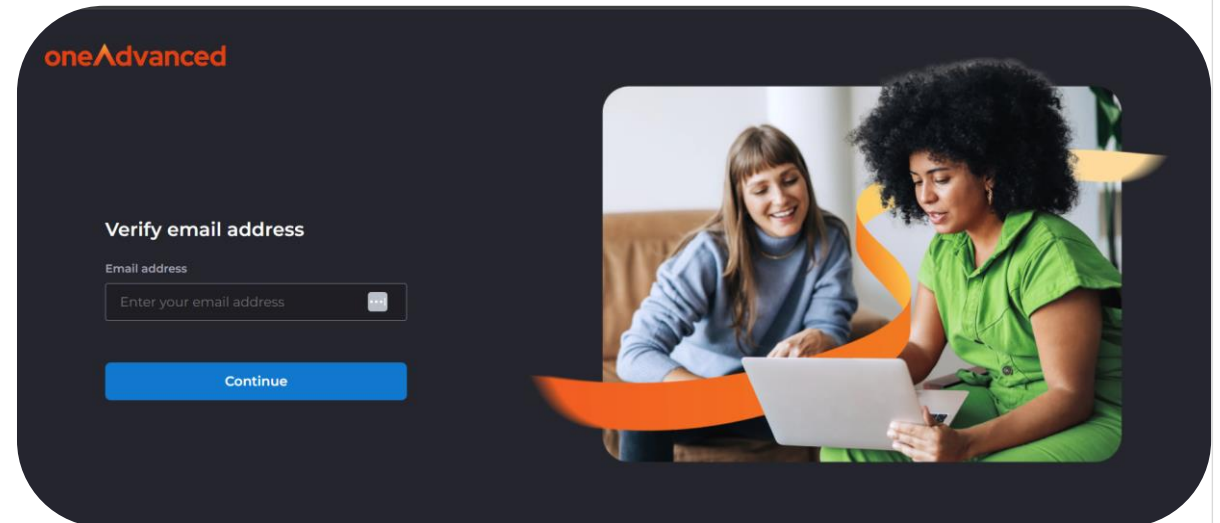 oneAdvanced
Verify email address
Email address
Enter your email address
Continue